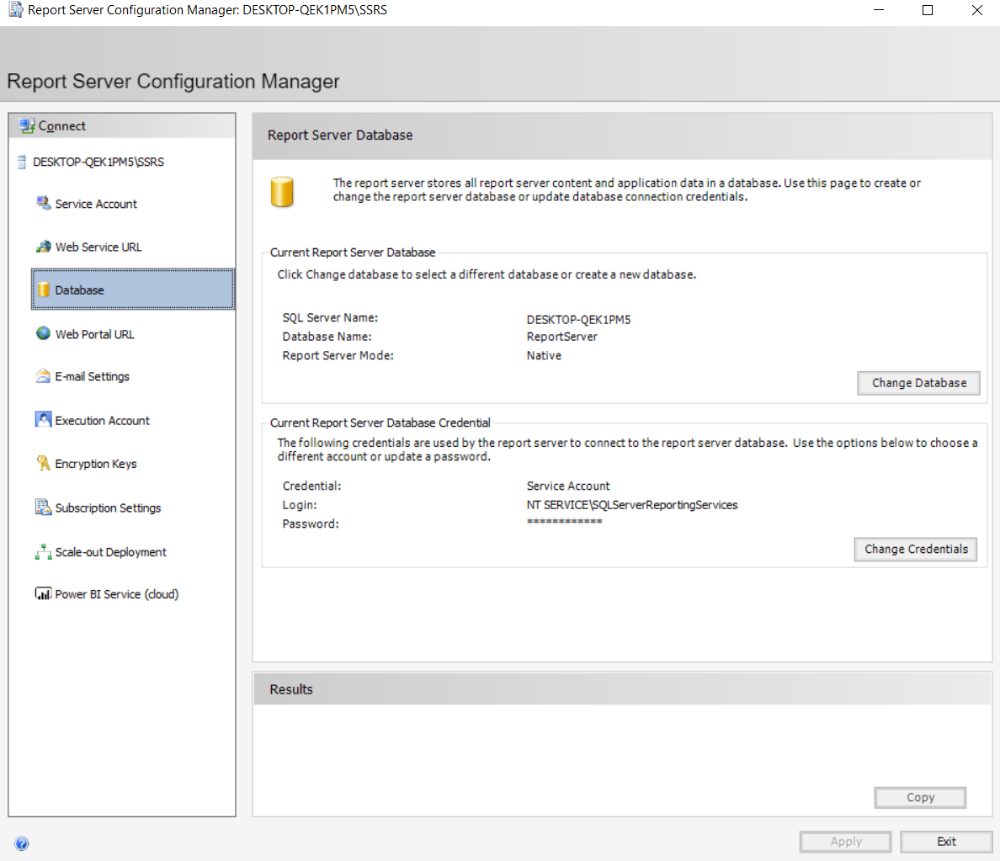 Report Server Configuration Manager: DESKTOP-QEK1PM5\SSRS
Report Server Configuration Manager
Connect
DESKTOP-QEK1PM5\SSRS
Service Account
Web Service URL
Database
Web Portal URL
E-mail Settings
Execution Account
Encryption Keys
Subscription Settings
Scale-out Deployment
Power BI Service (cloud)
Report Server Database
The report server stores all report server content and application data in a database. Use this page to create or
change the report server database or update database connection credentials.
Current Report Server Database
Click Change database to select a different database or create a new database.
SQL Server Name: DESKTOP-QEK1PM5
Database Name: ReportServer
Report Server Mode: Native
Change Database
Current Report Server Database Credential
The following credentials are used by the report server to connect to the report server database.  Use the options below to choose a
different account or update a password.
Credential: Service Account
Login: NT SERVICE\SQLServerReportingServices
Password: ************
Change Credentials
Results
Copy
Apply Exit